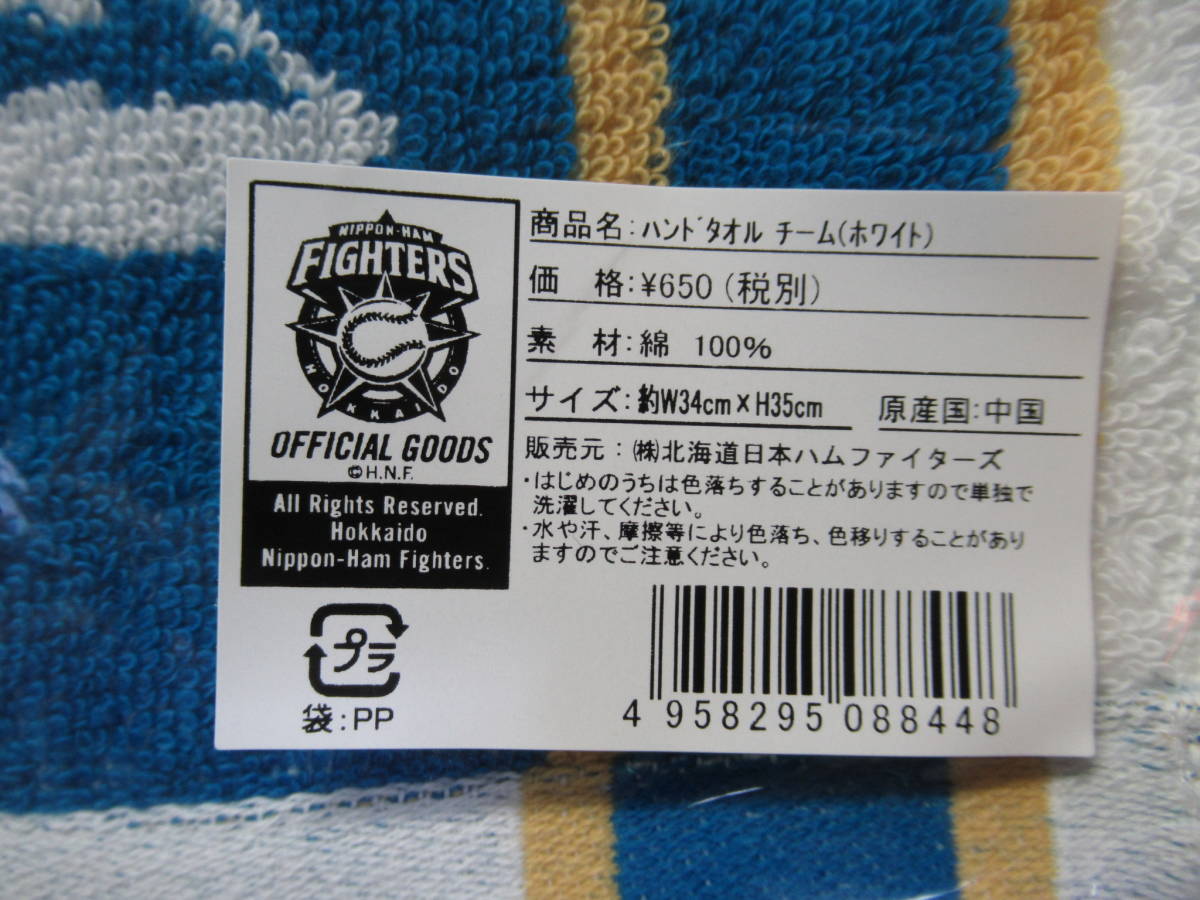 NIPPON-HAM
FIGHTERS
HOKKAIDO
OFFICIAL GOODS
©H.N.F.
All Rights Reserved.
Hokkaido
Nippon-Ham Fighters.
プラ
袋:PP
商品名:ハンドタオル チーム(ホワイト)
価 格:¥650(税別)
素 材:綿 100%
サイズ:約W34cm×H35cm 原産国:中国
販売元:㈱北海道日本ハムファイターズ
・はじめのうちは色落ちすることがありますので単独で
洗濯してください。
・水や汗、摩擦等により色落ち、色移りすることがあり
ますのでご注意ください。
4 958295 088448